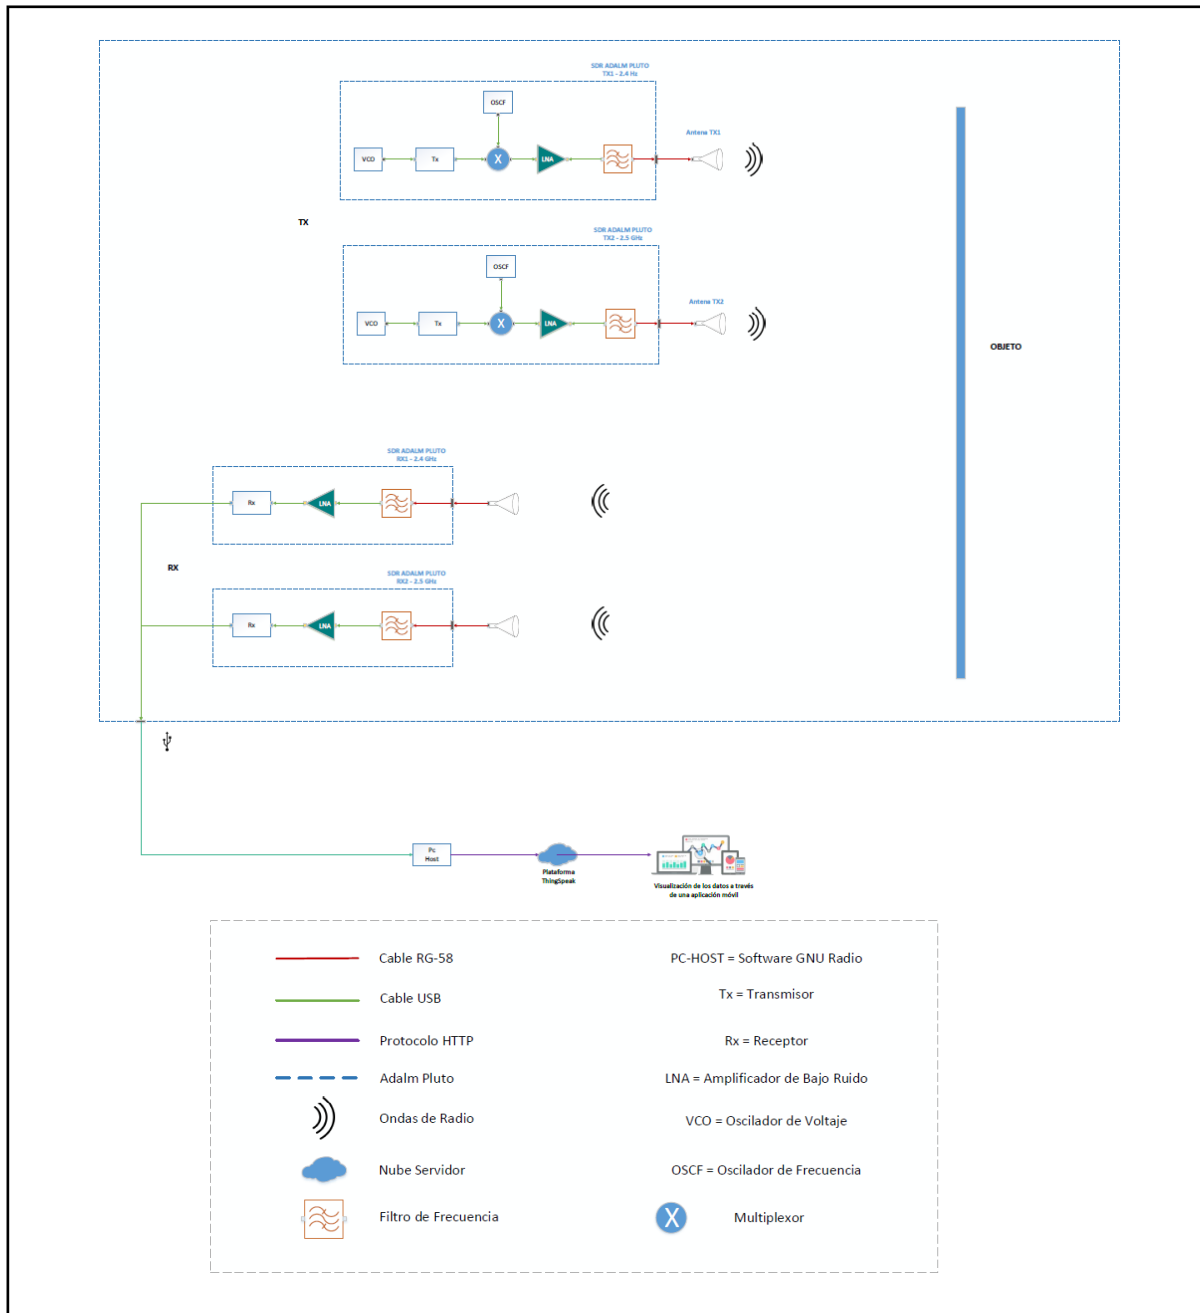 SDR ADALM PLUTO
TX1 - 2.4 Hz
OSCF
Antena TX1
VCO
Tx
X
LNA
TX
SDR ADALM PLUTO
TX2 - 2.5 GHz
OSCF
Antena TX2
VCO
Tx
X
LNA
OBJETO
SDR ADALM PLUTO
RX1 - 2.4 GHz
Rx
LNA
RX
SDR ADALM PLUTO
RX2 - 2.5 GHz
Rx
LNA
Pc
Host
Plataforma
ThingSpeak
Visualización de los datos a través
de una aplicación móvil
Cable RG-58
PC-HOST = Software GNU Radio
Cable USB
Tx = Transmisor
Protocolo HTTP
Rx = Receptor
Adalm Pluto
LNA = Amplificador de Bajo Ruido
Ondas de Radio
VCO = Oscilador de Voltaje
Nube Servidor
OSCF = Oscilador de Frecuencia
Filtro de Frecuencia
X
Multiplexor